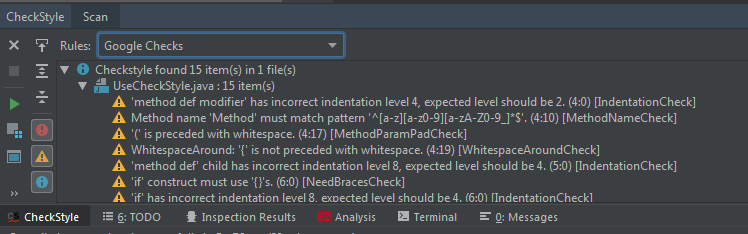 CheckStyle Scan
Rules: Google Checks
Checkstyle found 15 item(s) in 1 file(s)
UseCheckStyle.java : 15 item(s)
'method def modifier' has incorrect indentation level 4, expected level should be 2. (4:0) [IndentationCheck]
Method name 'Method' must match pattern '^[a-z][a-z0-9][a-zA-Z0-9_]*$'. (4:10) [MethodNameCheck]
'(' is preceded with whitespace. (4:17) [MethodParamPadCheck]
WhitespaceAround: '{' is not preceded with whitespace. (4:19) [WhitespaceAroundCheck]
'method def' child has incorrect indentation level 8, expected level should be 4. (5:0) [IndentationCheck]
'if' construct must use '{}'s. (6:0) [NeedBracesCheck]
'if' has incorrect indentation level 8, expected level should be 4. (6:0) [IndentationCheck]
CheckStyle 6: TODO Inspection Results Analysis Terminal 0: Messages